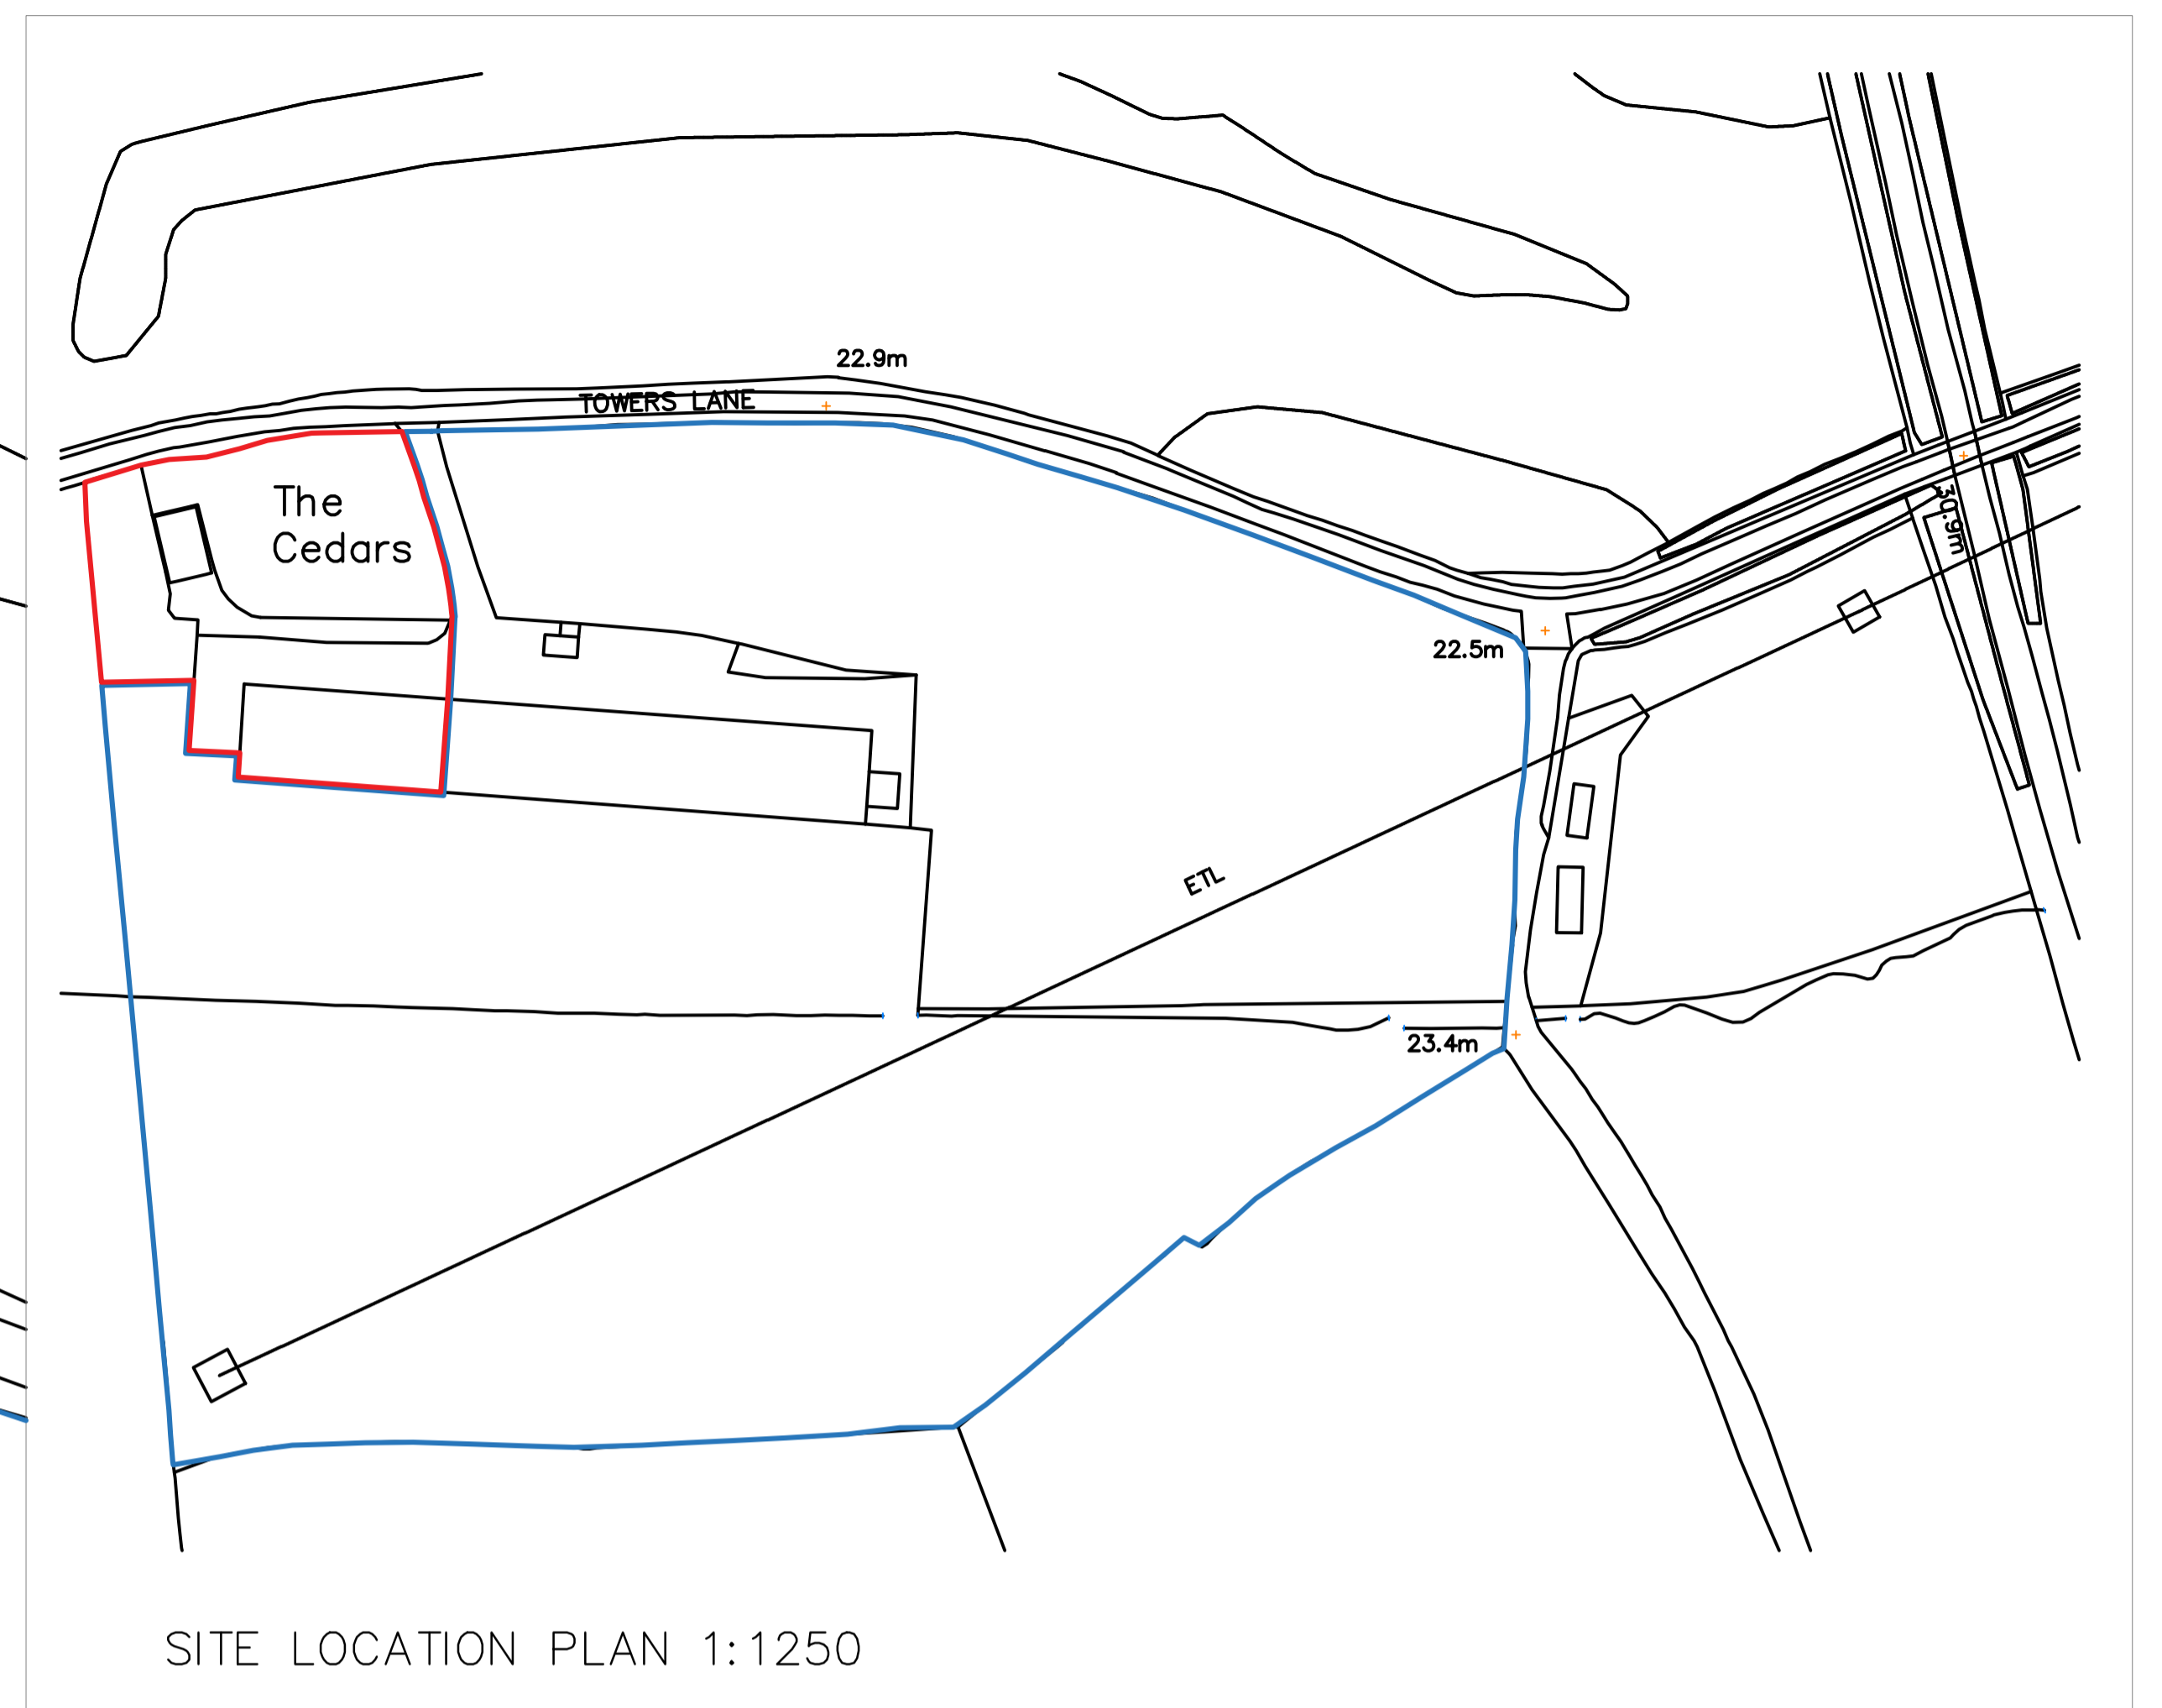 22.9m
TOWERS LANE
The
Cedars
30.9m
22.5m
ETL
23.4m
SITE LOCATION PLAN 1:1250